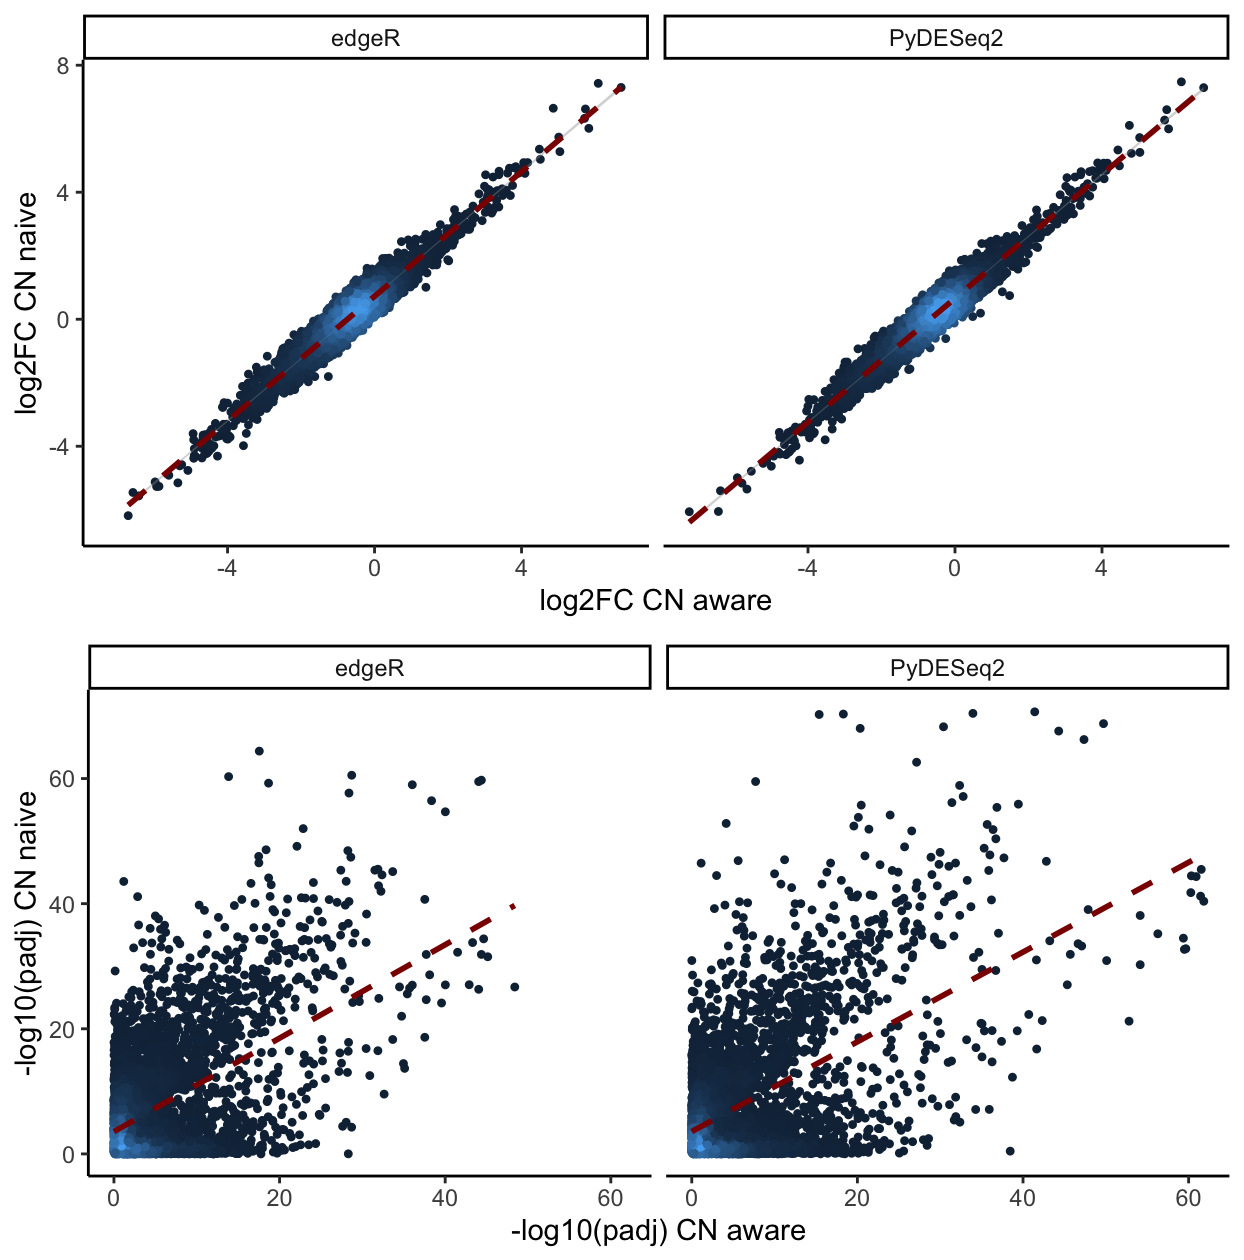 edgeR PyDESeq2
8
4
0
-4
log2FC CN naive
-4 0 4 -4 0 4
log2FC CN aware
edgeR PyDESeq2
60
40
20
0
-log10(padj) CN naive
0 20 40 60 0 20 40 60
-log10(padj) CN aware